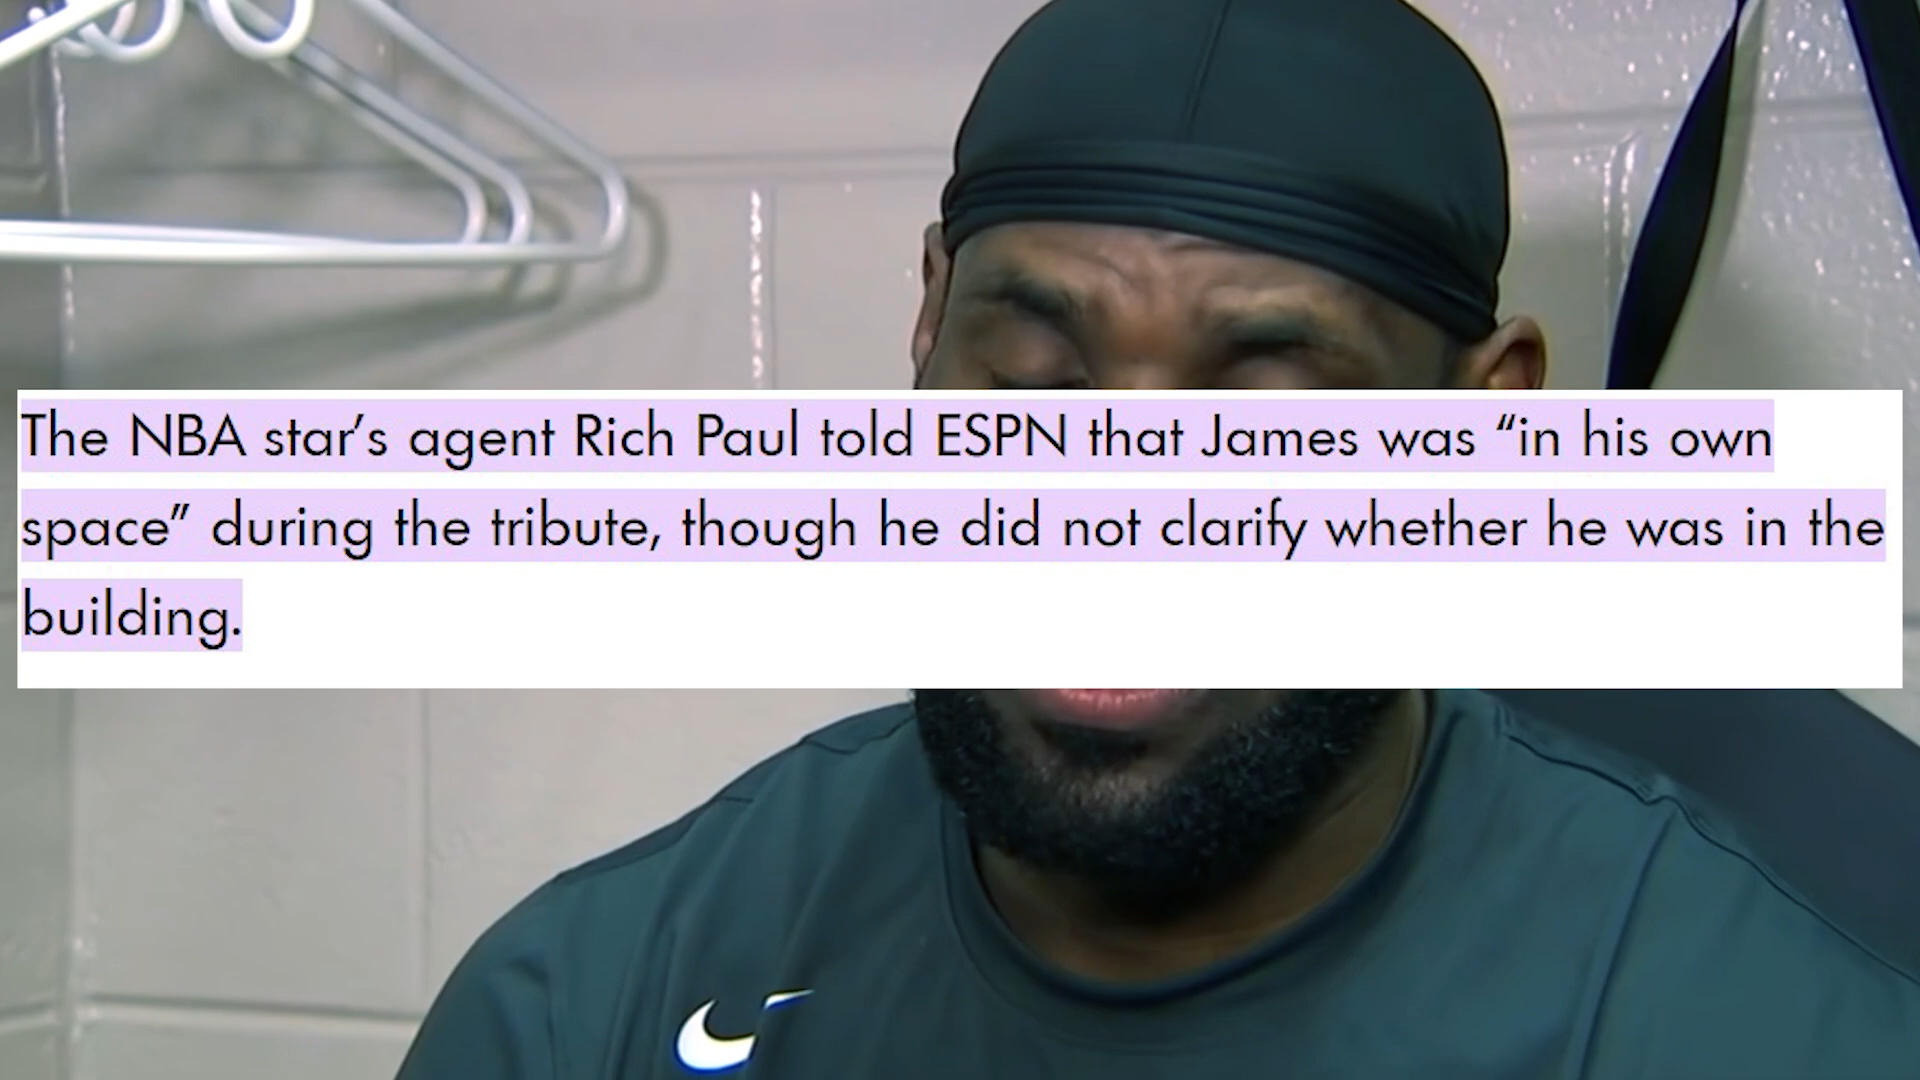 The NBA star’s agent Rich Paul told ESPN that James was “in his own
space” during the tribute, though he did not clarify whether he was in the
building.